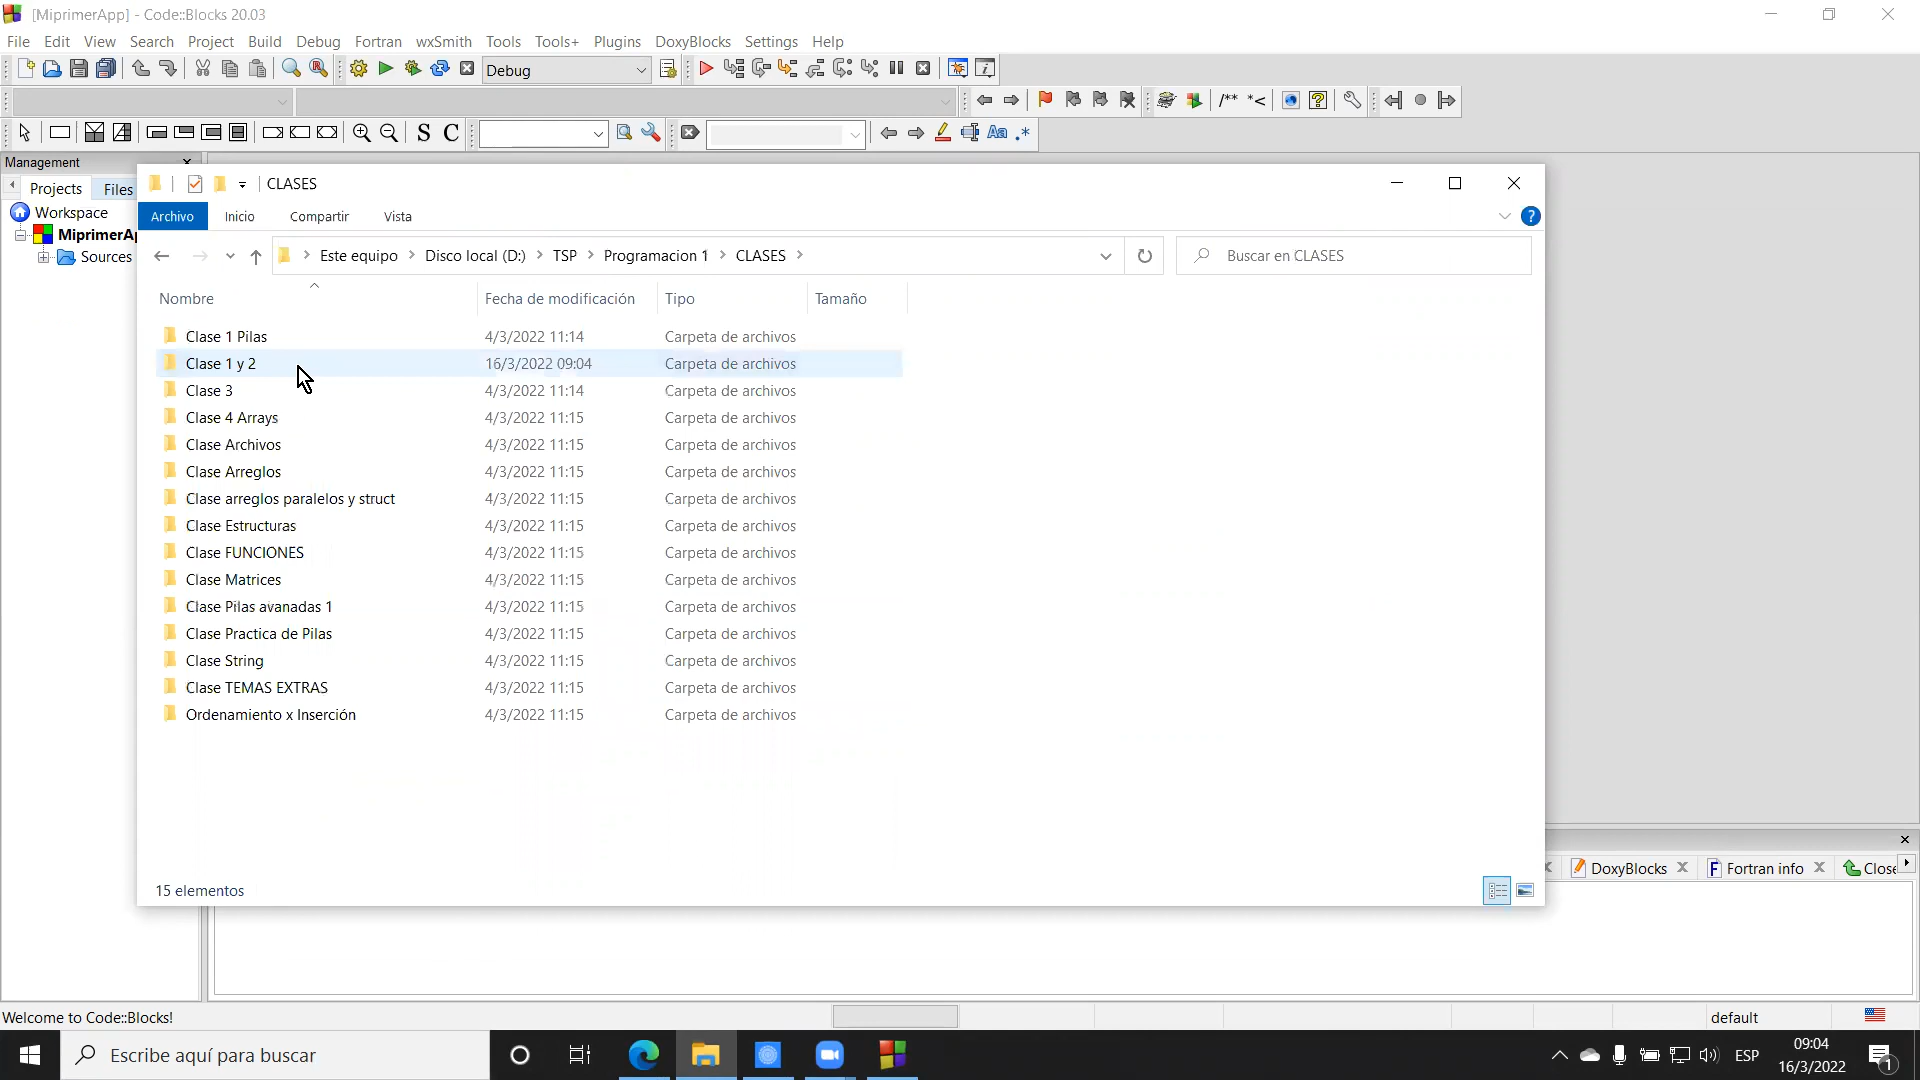 [MiprimerApp] - Code::Blocks 20.03
File Edit View Search Project Build Debug Fortran wxSmith Tools Tools+ Plugins DoxyBlocks Settings Help
Debug
/** *<
S C
Aa .*
Management
Projects Files
Workspace
MiprimerAp
Sources
CLASES
Archivo Inicio Compartir Vista
Este equipo > Disco local (D:) > TSP > Programacion 1 > CLASES >
Buscar en CLASES
Nombre Fecha de modificación Tipo Tamaño
Clase 1 Pilas 4/3/2022 11:14 Carpeta de archivos
Clase 1 y 2 16/3/2022 09:04 Carpeta de archivos
Clase 3 4/3/2022 11:14 Carpeta de archivos
Clase 4 Arrays 4/3/2022 11:15 Carpeta de archivos
Clase Archivos 4/3/2022 11:15 Carpeta de archivos
Clase Arreglos 4/3/2022 11:15 Carpeta de archivos
Clase arreglos paralelos y struct 4/3/2022 11:15 Carpeta de archivos
Clase Estructuras 4/3/2022 11:15 Carpeta de archivos
Clase FUNCIONES 4/3/2022 11:15 Carpeta de archivos
Clase Matrices 4/3/2022 11:15 Carpeta de archivos
Clase Pilas avanadas 1 4/3/2022 11:15 Carpeta de archivos
Clase Practica de Pilas 4/3/2022 11:15 Carpeta de archivos
Clase String 4/3/2022 11:15 Carpeta de archivos
Clase TEMAS EXTRAS 4/3/2022 11:15 Carpeta de archivos
Ordenamiento x Inserción 4/3/2022 11:15 Carpeta de archivos
15 elementos
DoxyBlocks Fortran info Close
Welcome to Code::Blocks! default
Escribe aquí para buscar
ESP
09:04
16/3/2022
1